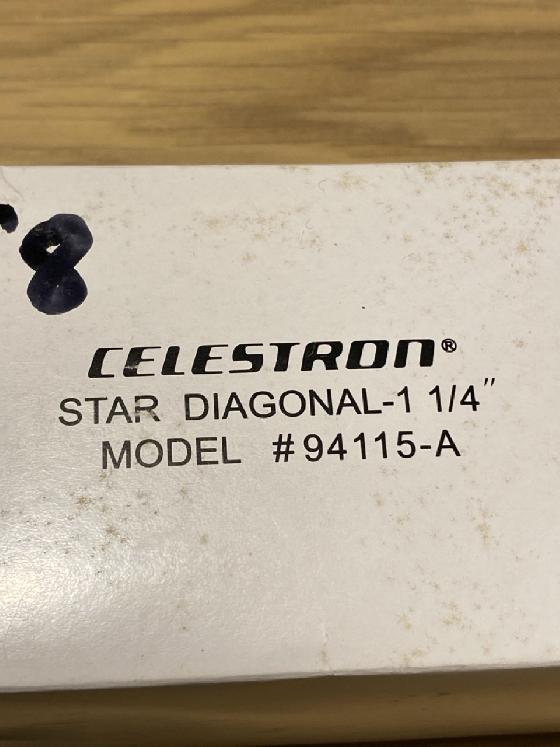 8
CELESTRON®
STAR DIAGONAL-1 1/4"
MODEL #94115-A